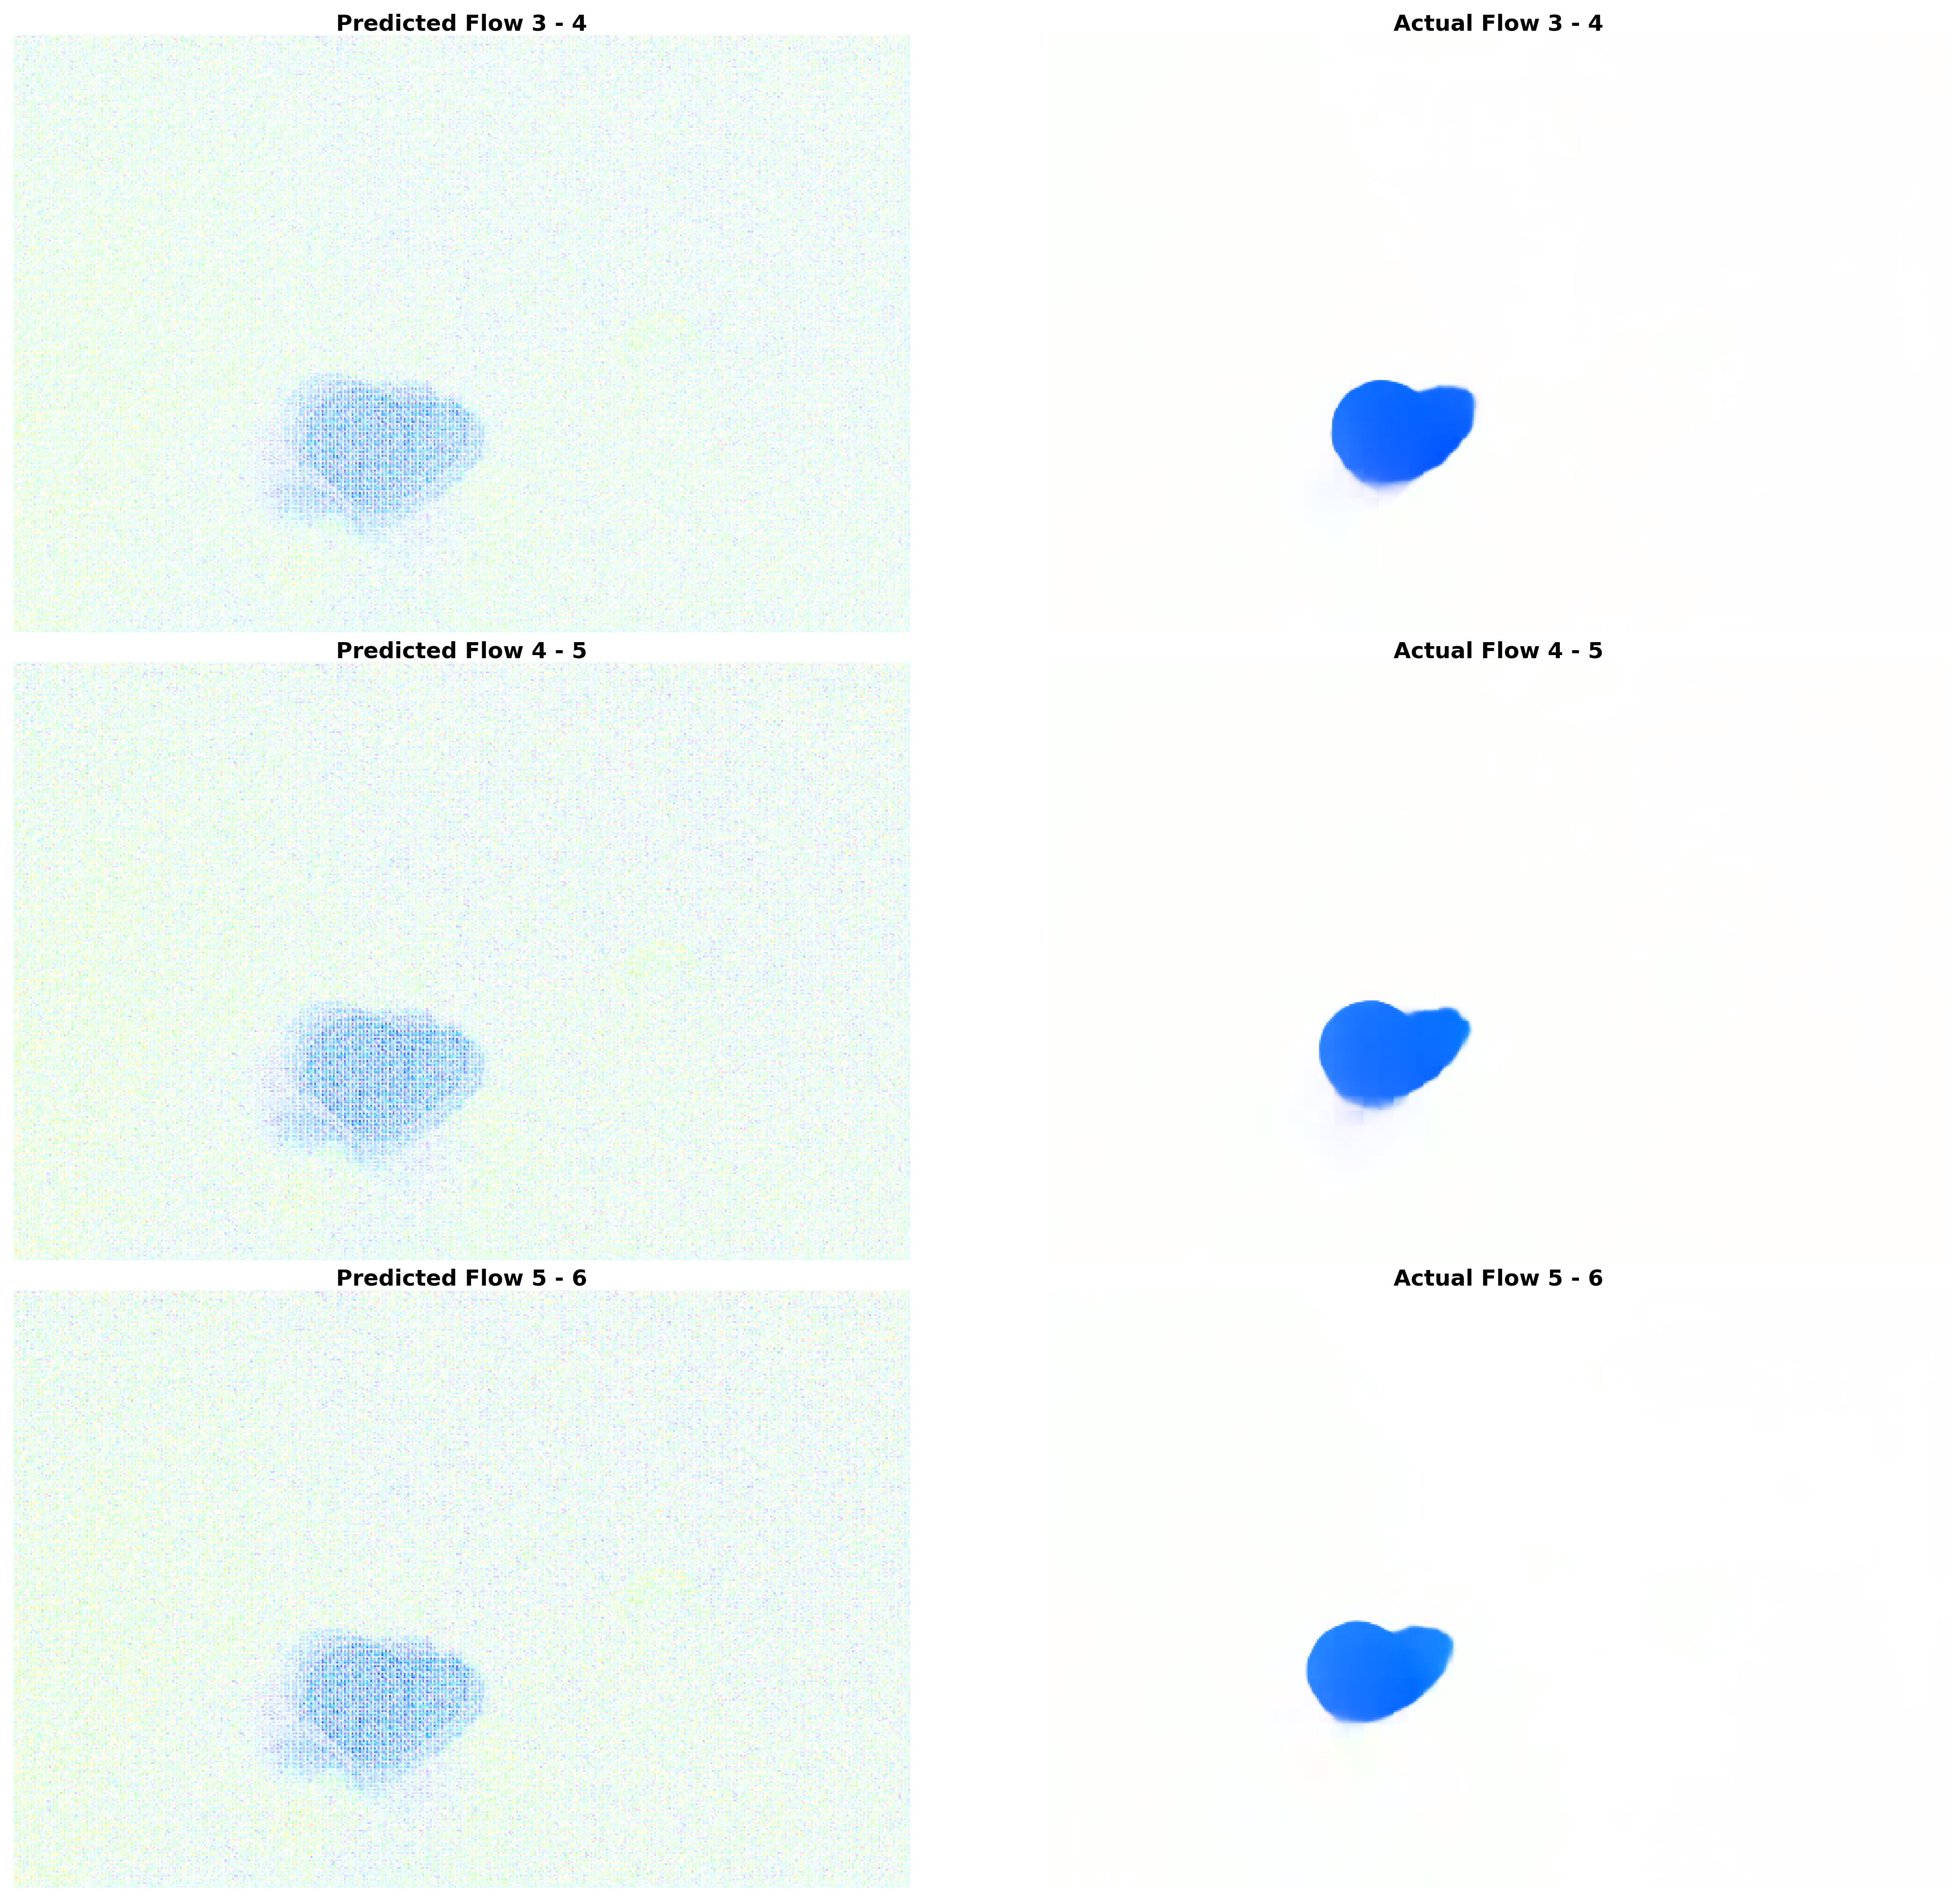 Predicted Flow 3 - 4
Actual Flow 3 - 4
Predicted Flow 4 - 5
Actual Flow 4 - 5
Predicted Flow 5 - 6
Actual Flow 5 - 6